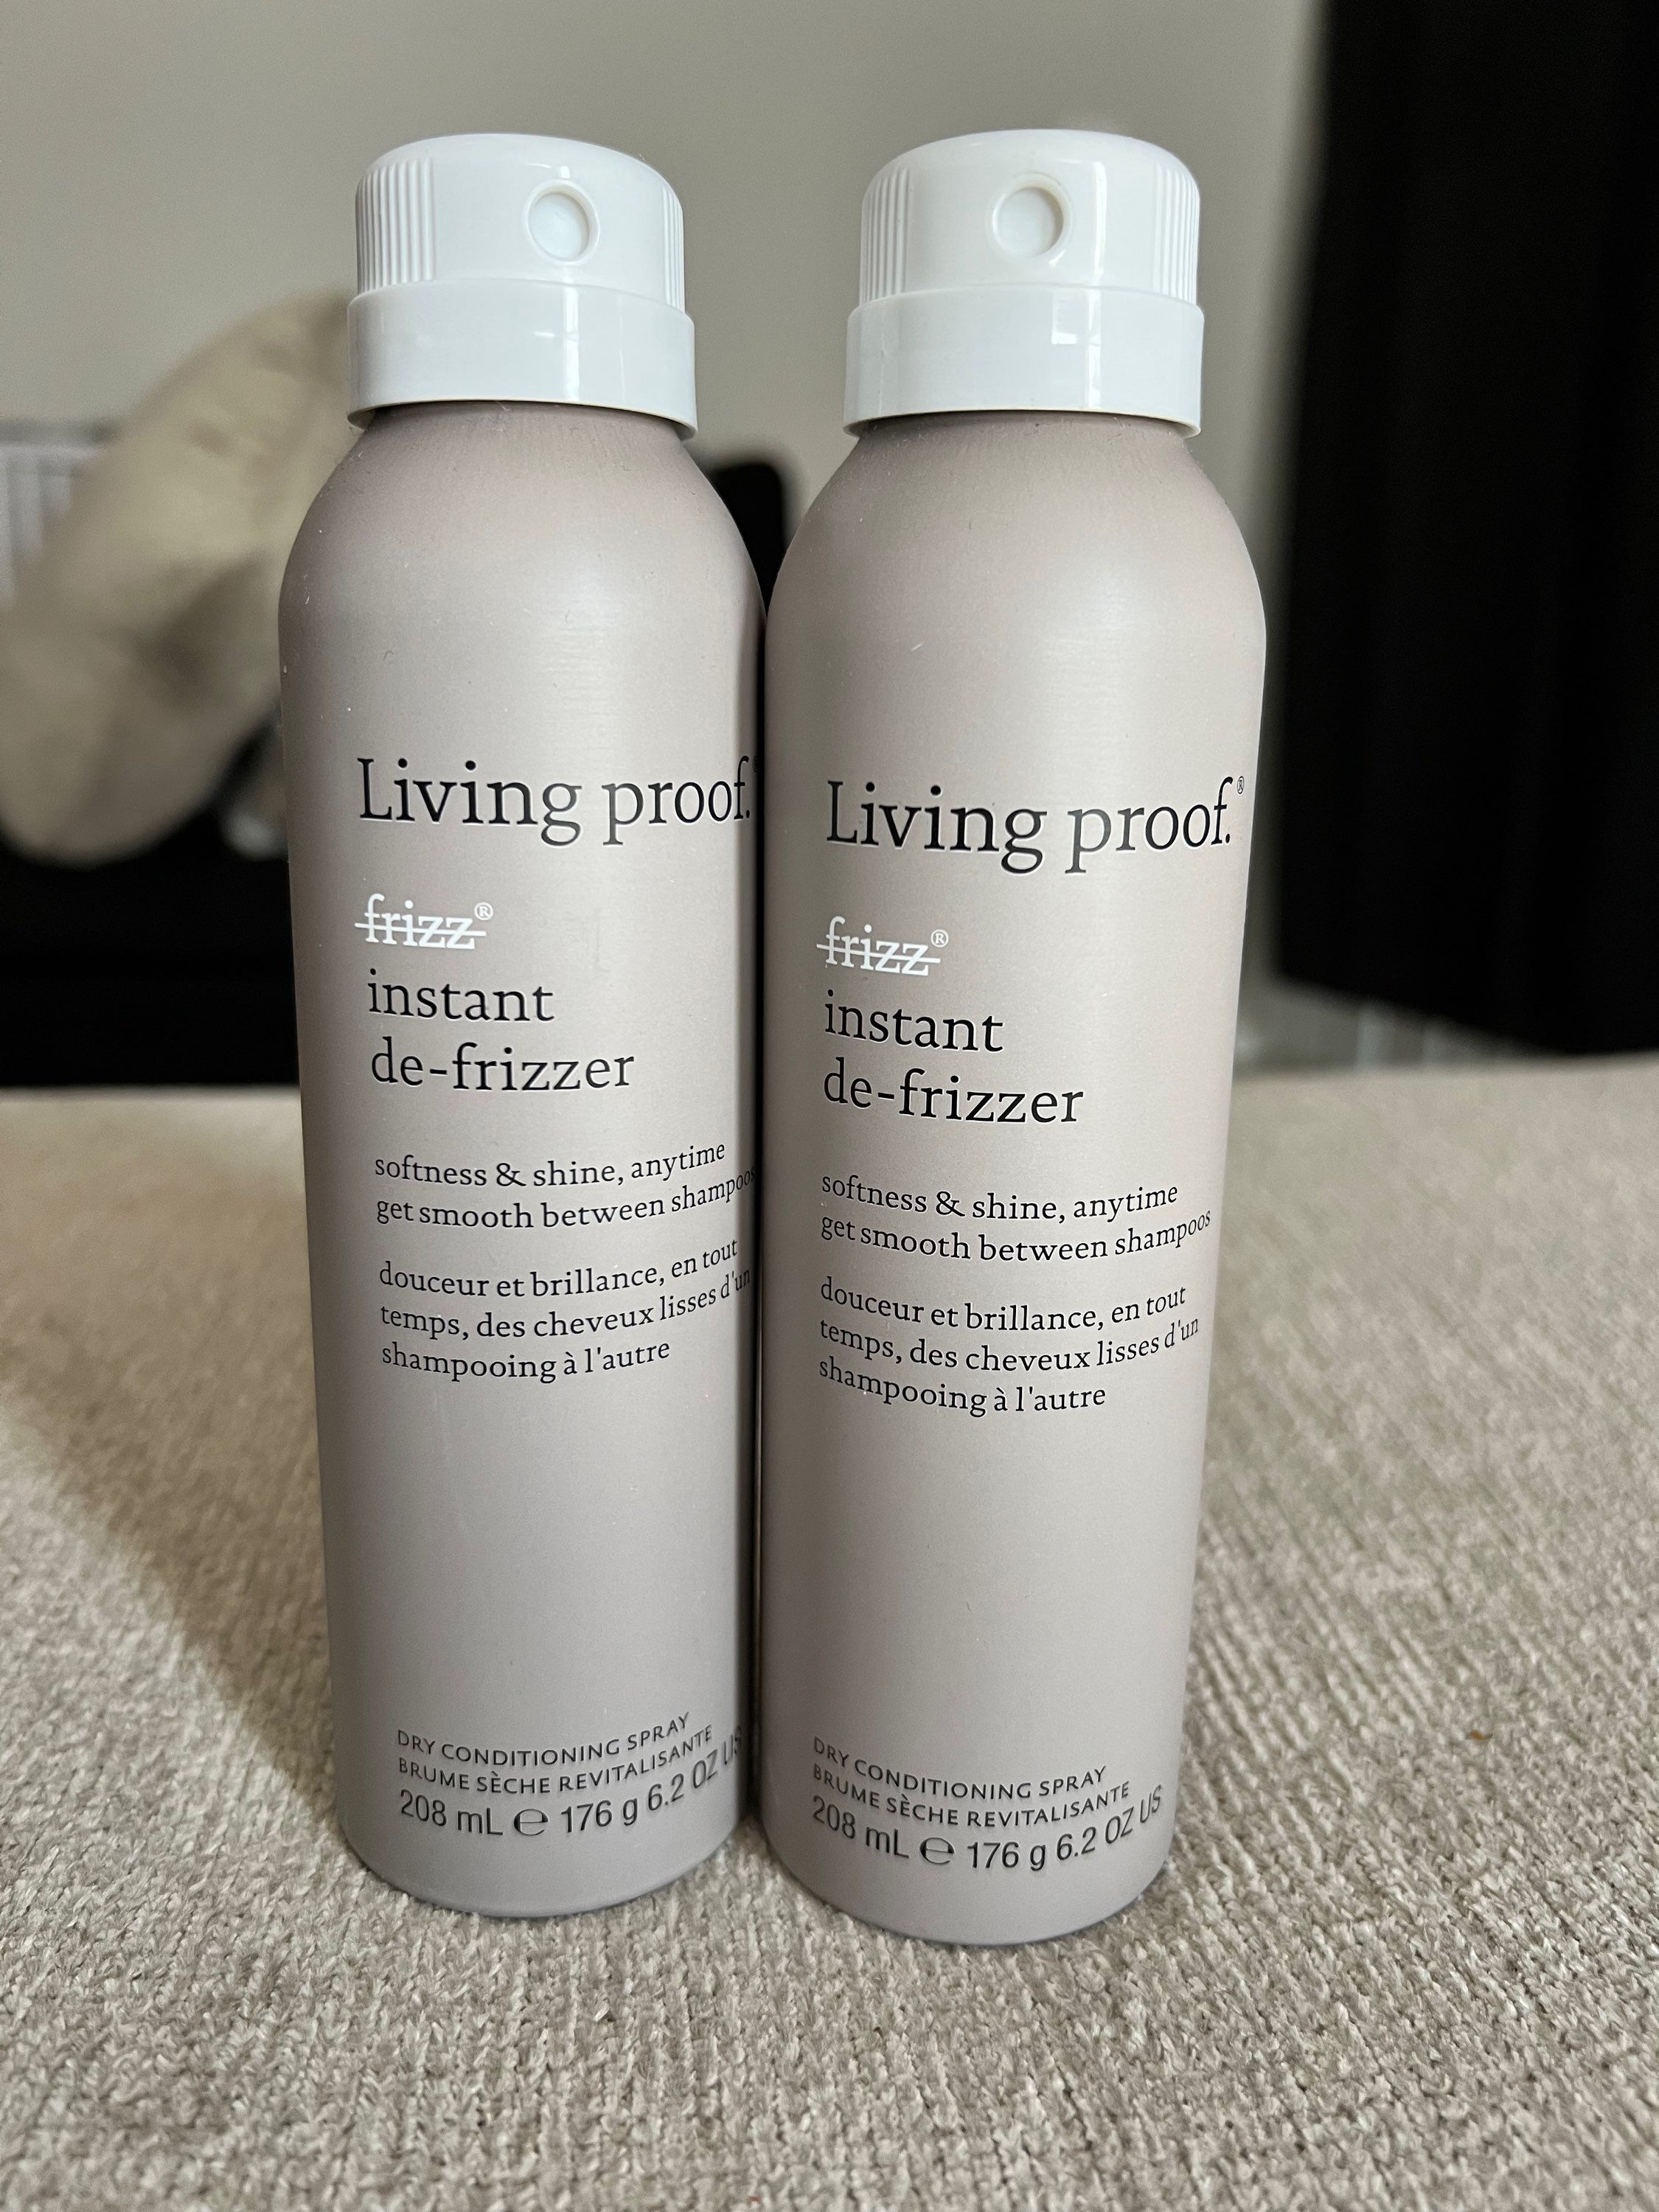 Living proof.
frizz®
instant
de-frizzer
softness & shine, anytime
get smooth between shampoos
douceur et brillance, en tout
temps, des cheveux lisses d'un
shampooing à l'autre
DRY CONDITIONING SPRAY
BRUME SÈCHE REVITALISANTE
208 mL ℮ 176 g 6.2 OZ US
Living proof.®
frizz®
instant
de-frizzer
softness & shine, anytime
get smooth between shampoos
douceur et brillance, en tout
temps, des cheveux lisses d'un
shampooing à l'autre
DRY CONDITIONING SPRAY
BRUME SÈCHE REVITALISANTE
208 mL ℮ 176 g 6.2 OZ US